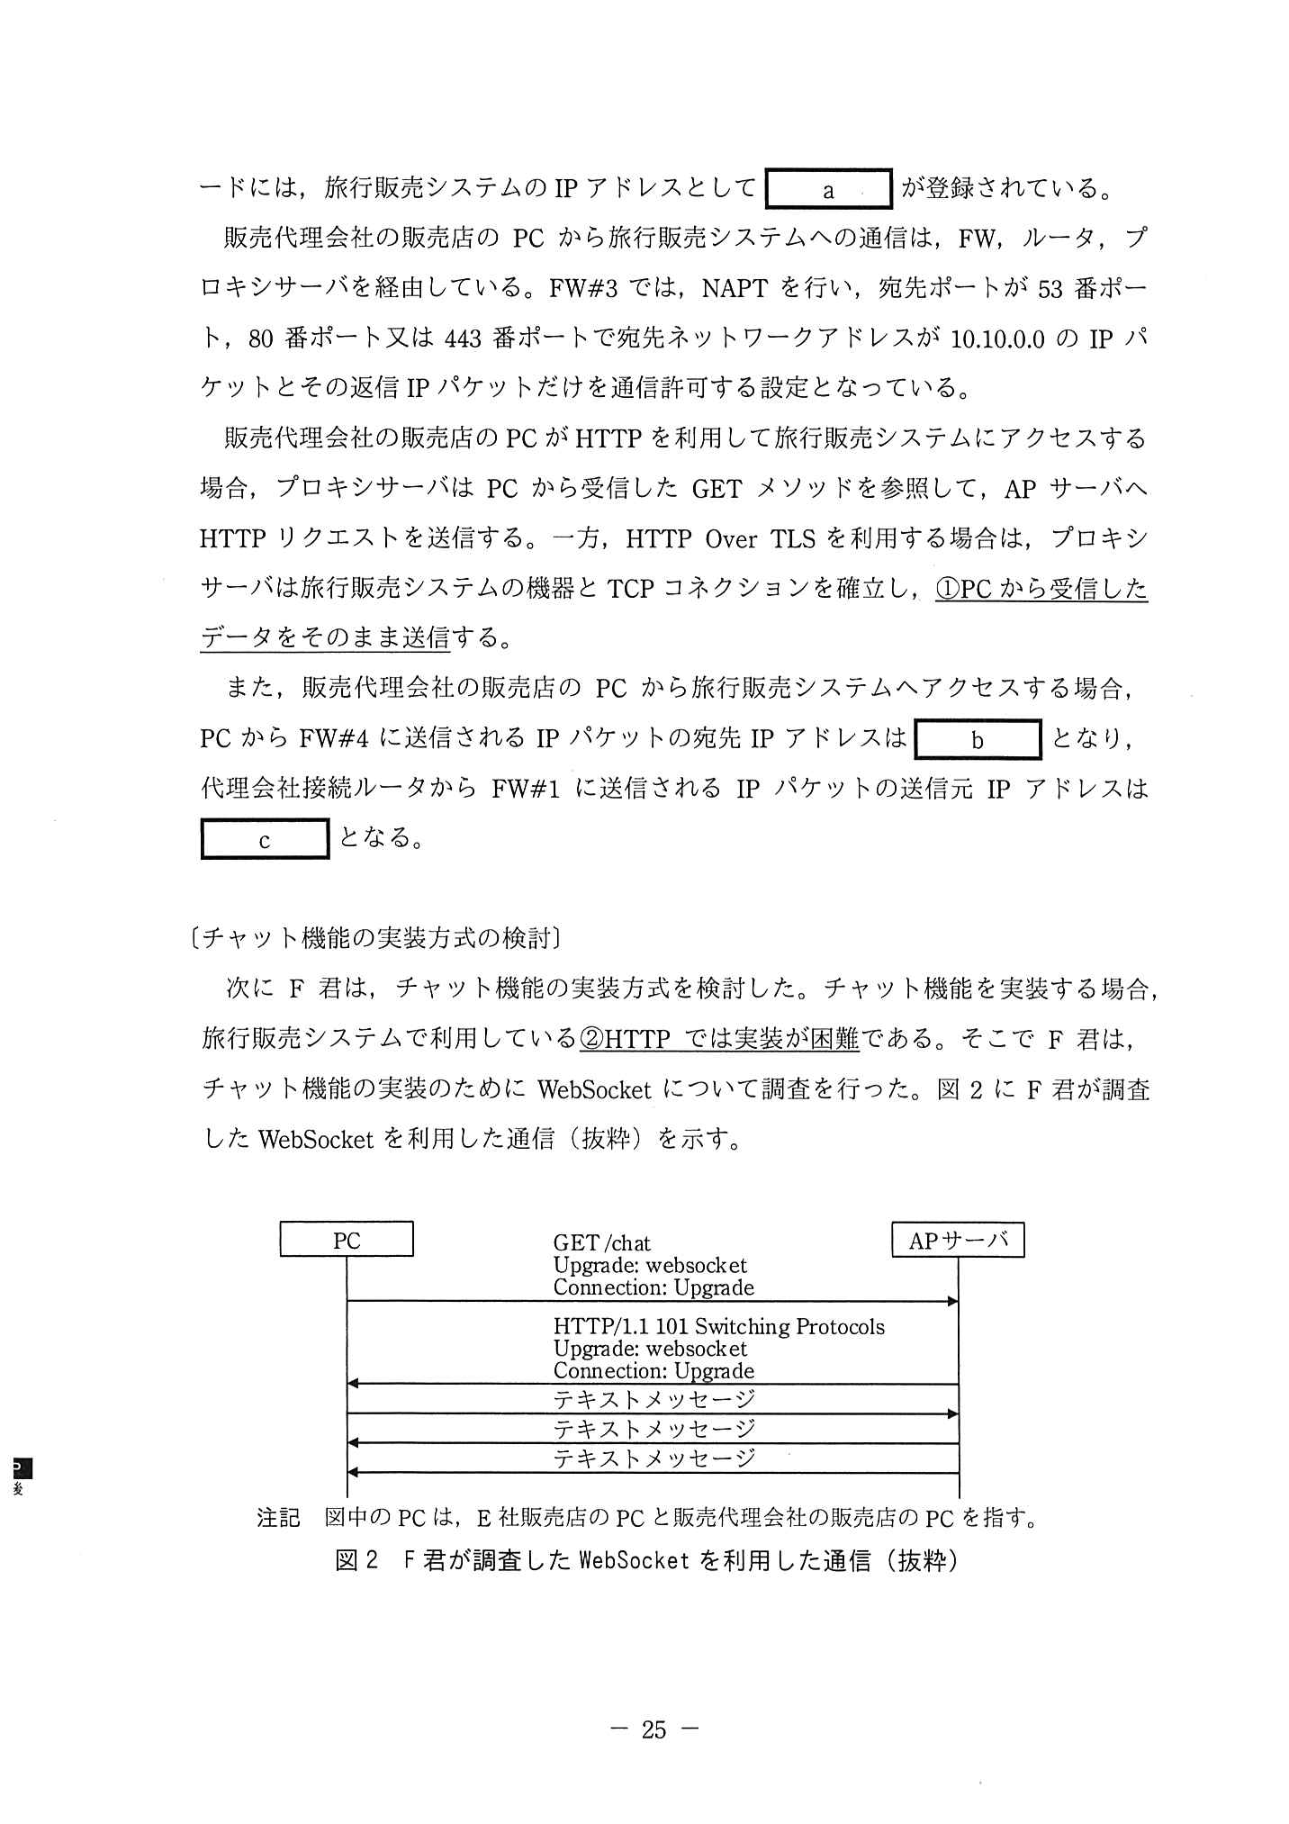 ードには，旅行販売システムの IP アドレスとして a が登録されている。
販売代理会社の販売店の PC から旅行販売システムへの通信は，FW，ルータ，プ
ロキシサーバを経由している。FW#3 では，NAPT を行い，宛先ポートが 53 番ポー
ト，80 番ポート又は 443 番ポートで宛先ネットワークアドレスが 10.10.0.0 の IP パ
ケットとその返信 IP パケットだけを通信許可する設定となっている。
販売代理会社の販売店の PC が HTTP を利用して旅行販売システムにアクセスする
場合，プロキシサーバは PC から受信した GET メソッドを参照して，AP サーバへ
HTTP リクエストを送信する。一方，HTTP Over TLS を利用する場合は，プロキシ
サーバは旅行販売システムの機器と TCP コネクションを確立し，①PC から受信した
データをそのまま送信する。
また，販売代理会社の販売店の PC から旅行販売システムへアクセスする場合，
PC から FW#4 に送信される IP パケットの宛先 IP アドレスは b となり，
代理会社接続ルータから FW#1 に送信される IP パケットの送信元 IP アドレスは
c となる。
〔チャット機能の実装方式の検討〕
次に F 君は，チャット機能の実装方式を検討した。チャット機能を実装する場合，
旅行販売システムで利用している②HTTP では実装が困難である。そこで F 君は，
チャット機能の実装のために WebSocket について調査を行った。図 2 に F 君が調査
した WebSocket を利用した通信（抜粋）を示す。
PC
APサーバ
GET /chat
Upgrade: websocket
Connection: Upgrade
HTTP/1.1 101 Switching Protocols
Upgrade: websocket
Connection: Upgrade
テキストメッセージ
テキストメッセージ
テキストメッセージ
注記　図中の PC は，E 社販売店の PC と販売代理会社の販売店の PC を指す。
図 2　F 君が調査した WebSocket を利用した通信（抜粋）
－ 25 －